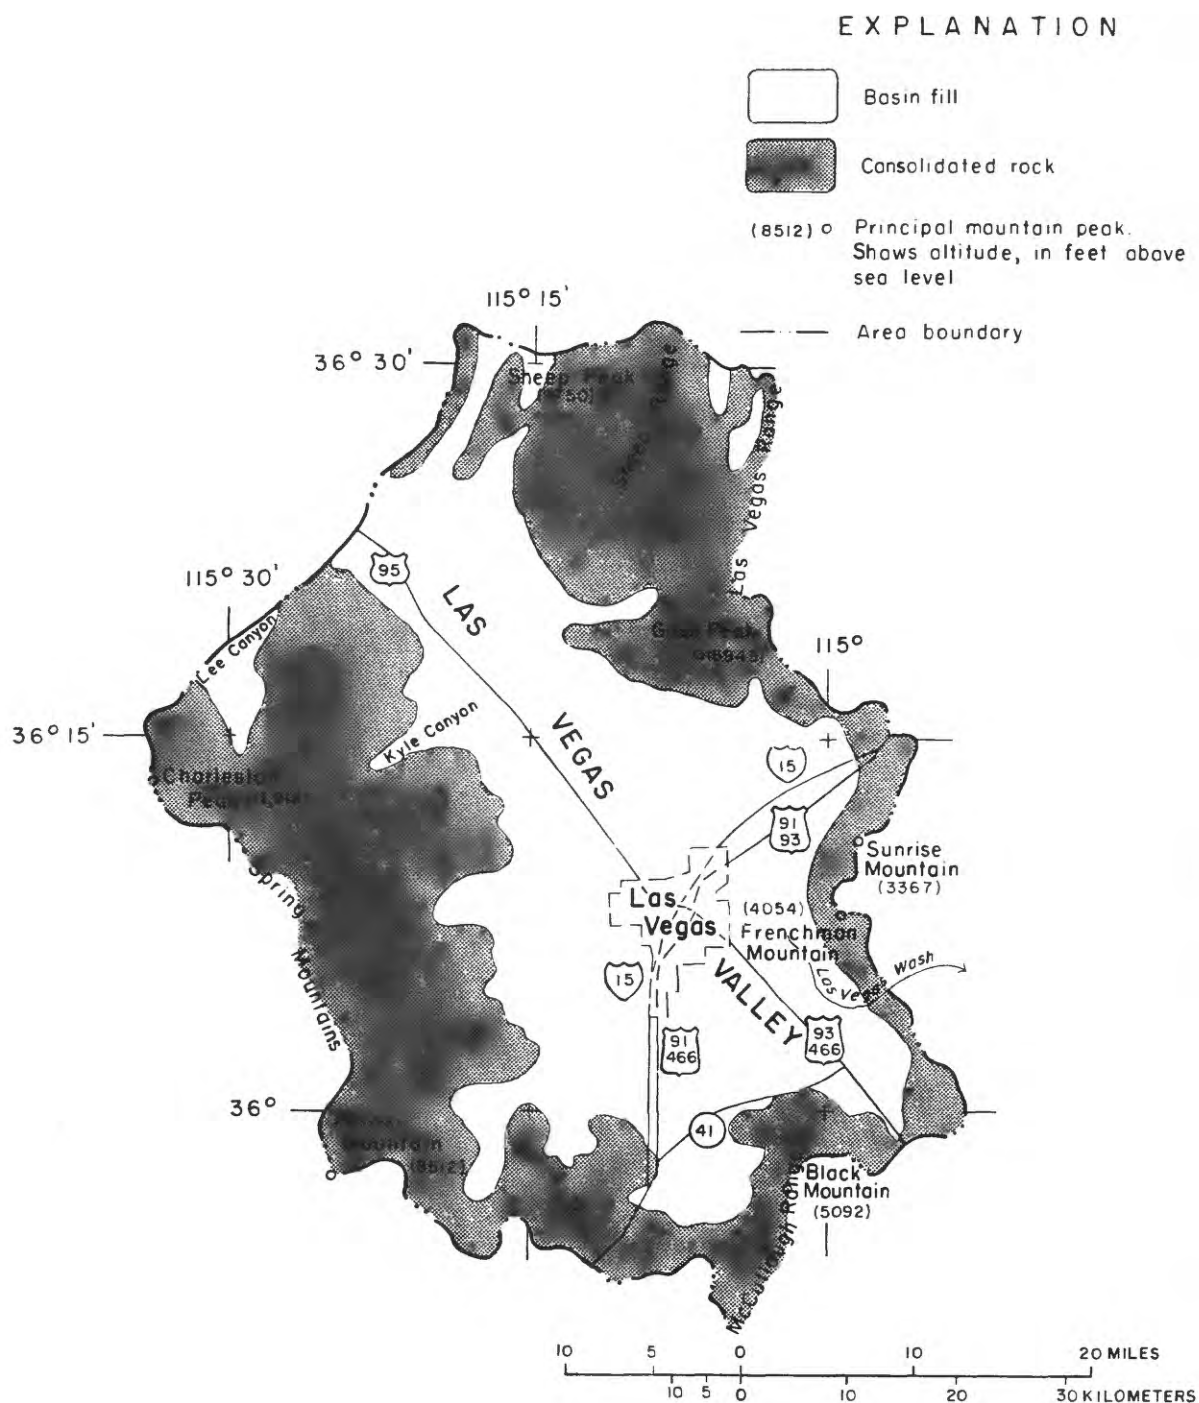 EXPLANATION
Basin fill
Consolidated rock
(8512) Principal mountain peak.
Shows altitude, in feet above
sea level
Area boundary
115° 15'
36° 30'
Sheep Peak
Sheep Range
Las Vegas Range
95
115° 30'
LAS
Lee Canyon
Peak
115°
36° 15'
Kyle Canyon
VEGAS
15
Charleston
Peak
91
93
Sunrise
Mountain
(3367)
Spring
Mountains
Las
Vegas
(4054)
Frenchman
Mountain
Las Vegas Wash
15
VALLEY
91
466
93
466
36°
41
Mountain
(8512)
Black
Mountain
(5092)
McCullough Range
10 5 0 10 20 MILES
10 5 0 10 20 30 KILOMETERS